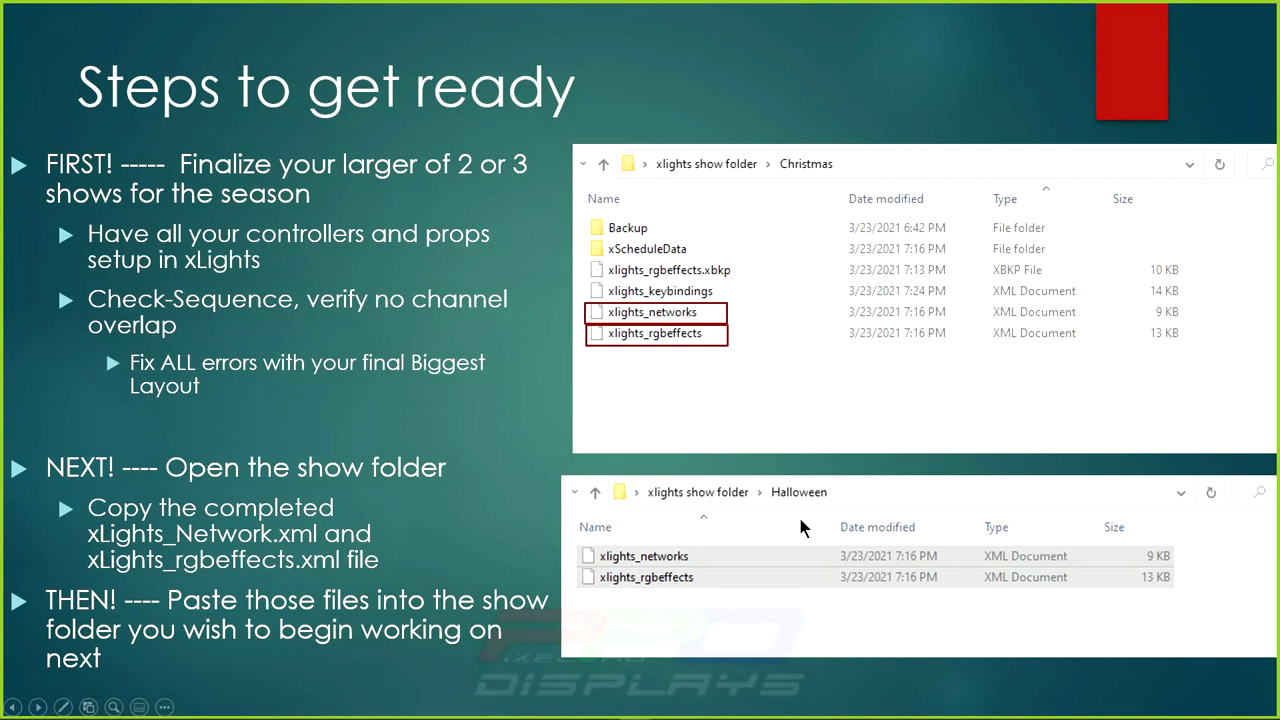 Steps to get ready
FIRST! ----- Finalize your larger of 2 or 3
shows for the season
Have all your controllers and props
setup in xLights
Check-Sequence, verify no channel
overlap
Fix ALL errors with your final Biggest
Layout
NEXT! ---- Open the show folder
Copy the completed
xLights_Network.xml and
xLights_rgbeffects.xml file
THEN! ---- Paste those files into the show
folder you wish to begin working on
next
xlights show folder > Christmas
Name Date modified Type Size
Backup 3/23/2021 6:42 PM File folder
xScheduleData 3/23/2021 7:16 PM File folder
xlights_rgbeffects.xbkp 3/23/2021 7:13 PM XBKP File 10 KB
xlights_keybindings 3/23/2021 7:24 PM XML Document 14 KB
xlights_networks 3/23/2021 7:16 PM XML Document 9 KB
xlights_rgbeffects 3/23/2021 7:16 PM XML Document 13 KB
xlights show folder > Halloween
Name Date modified Type Size
xlights_networks 3/23/2021 7:16 PM XML Document 9 KB
xlights_rgbeffects 3/23/2021 7:16 PM XML Document 13 KB
PPD
DISPLAYS